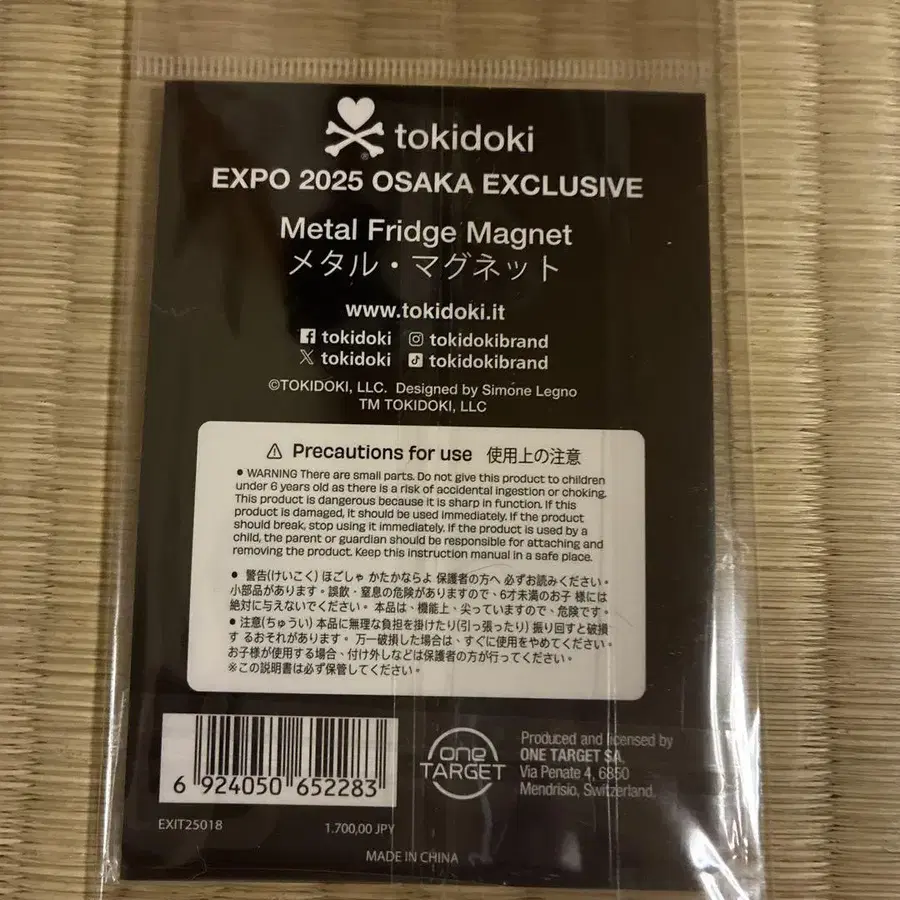 tokidoki
EXPO 2025 OSAKA EXCLUSIVE
Metal Fridge Magnet
メタル・マグネット
www.tokidoki.it
tokidoki tokidokibrand
tokidoki tokidokibrand
©TOKIDOKI, LLC. Designed by Simone Legno
TM TOKIDOKI, LLC
⚠ Precautions for use 使用上の注意
• WARNING There are small parts. Do not give this product to children
under 6 years old as there is a risk of accidental ingestion or choking.
This product is dangerous because it is sharp in function. If this
product is damaged, it should be used immediately. If the product
should break, stop using it immediately. If the product is used by a
child, the parent or guardian should be responsible for attaching and
removing the product. Keep this instruction manual in a safe place.
• 警告(けいこく) ほごしゃ かたかならよ 保護者の方へ 必ずお読みください。
小部品があります。誤飲・窒息の危険がありますので、6才未満のお子 様には
絶対に与えないでください。 本品は、機能上、尖っていますので、危険です。
• 注意(ちゅうい) 本品に無理な負担を掛けたり(引っ張ったり) 振り回すと破損
す るおそれがあります。 万一破損した場合は、すぐに使用をやめてください。
お子様が使用する場合、付け外しなどは保護者の方が行ってください。
※この説明書は必ず保管してください。
6 924050 652283
EXIT25018 1.700,00 JPY
one
TARGET
Produced and licensed by
ONE TARGET SA.
Via Penate 4, 6850
Mendrisio, Switzerland.
MADE IN CHINA